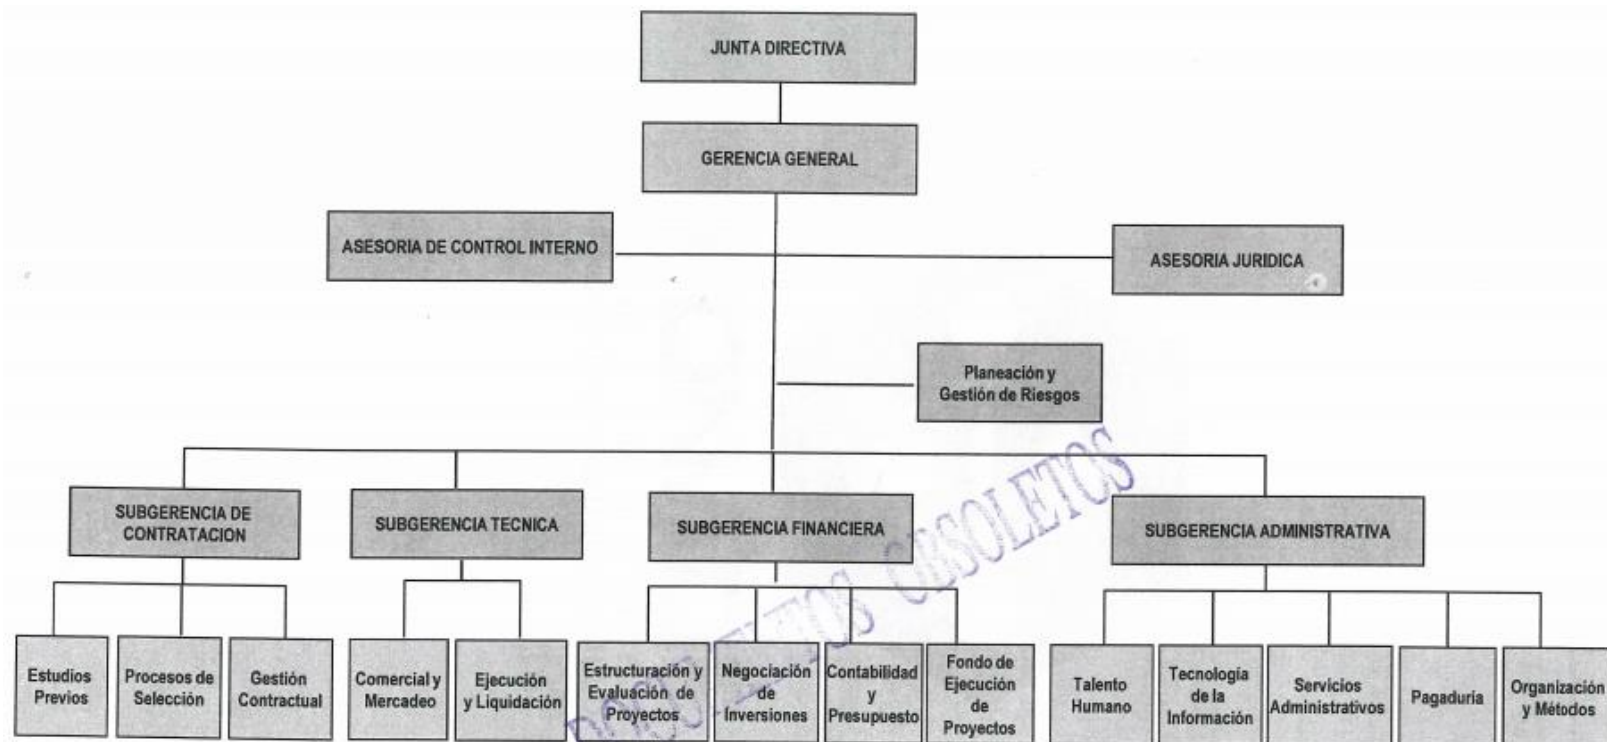 JUNTA DIRECTIVA
GERENCIA GENERAL
ASESORIA DE CONTROL INTERNO
ASESORIA JURIDICA
Planeación y
Gestión de Riesgos
SUBGERENCIA DE
CONTRATACION
SUBGERENCIA TECNICA
SUBGERENCIA FINANCIERA
SUBGERENCIA ADMINISTRATIVA
Estudios
Previos
Procesos de
Selección
Gestión
Contractual
Comercial y
Mercadeo
Ejecución
y Liquidación
Estructuración y
Evaluación de
Proyectos
Negociación
de
Inversiones
Contabilidad
y
Presupuesto
Fondo de
Ejecución
de
Proyectos
Talento
Humano
Tecnología
de la
Información
Servicios
Administrativos
Pagaduria
Organización
y Métodos
OBSOLETOS